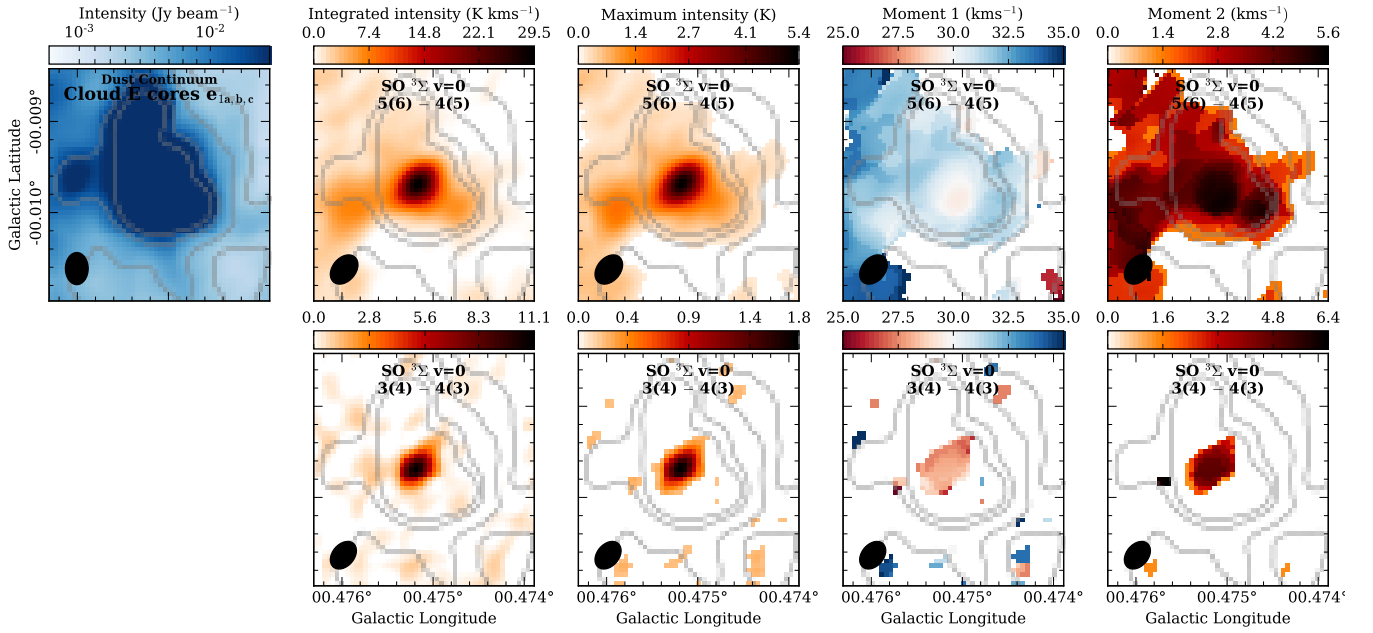 Intensity (Jy beam⁻¹)
10⁻³ 10⁻²
Integrated intensity (K kms⁻¹)
0.0 7.4 14.8 22.1 29.5
Maximum intensity (K)
0.0 1.4 2.7 4.1 5.4
Moment 1 (kms⁻¹)
25.0 27.5 30.0 32.5 35.0
Moment 2 (kms⁻¹)
0.0 1.4 2.8 4.2 5.6
Dust Continuum
Cloud E cores e₁ₐ,b,c
SO ³Σ v=0
5(6) − 4(5)
SO ³Σ v=0
5(6) − 4(5)
SO ³Σ v=0
5(6) − 4(5)
SO ³Σ v=0
5(6) − 4(5)
Galactic Latitude
-00.009°
-00.010°
0.0 2.8 5.6 8.3 11.1
0.0 0.4 0.9 1.4 1.8
25.0 27.5 30.0 32.5 35.0
0.0 1.6 3.2 4.8 6.4
SO ³Σ v=0
3(4) − 4(3)
SO ³Σ v=0
3(4) − 4(3)
SO ³Σ v=0
3(4) − 4(3)
SO ³Σ v=0
3(4) − 4(3)
00.476° 00.475° 00.474°
Galactic Longitude
00.476° 00.475° 00.474°
Galactic Longitude
00.476° 00.475° 00.474°
Galactic Longitude
00.476° 00.475° 00.474°
Galactic Longitude